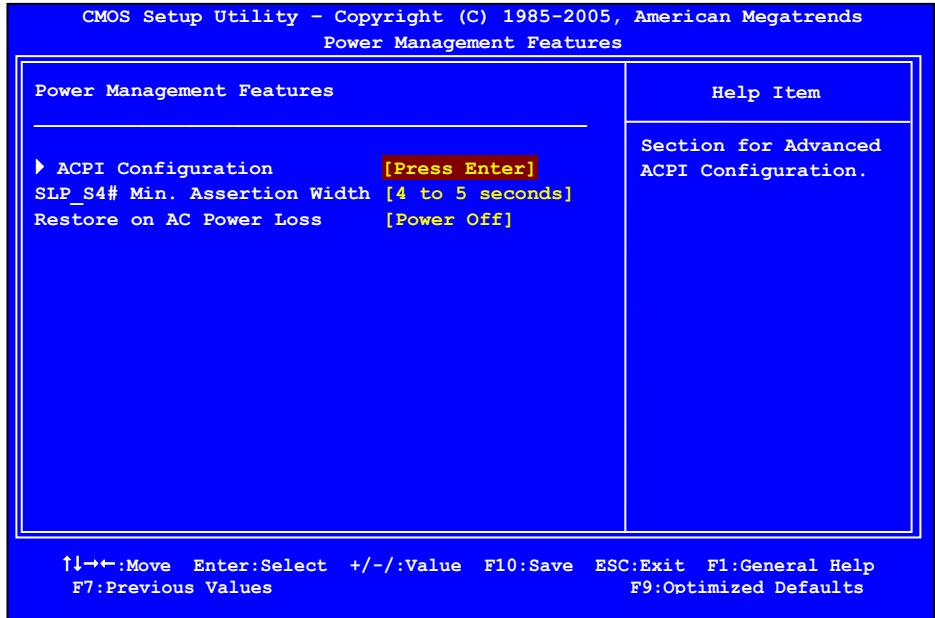 CMOS Setup Utility – Copyright (C) 1985-2005, American Megatrends
Power Management Features
Power Management Features
Help Item
▶ ACPI Configuration [Press Enter]
SLP_S4# Min. Assertion Width [4 to 5 seconds]
Restore on AC Power Loss [Power Off]
Section for Advanced
ACPI Configuration.
↑↓→←:Move Enter:Select +/-/:Value F10:Save ESC:Exit F1:General Help
F7:Previous Values F9:Optimized Defaults